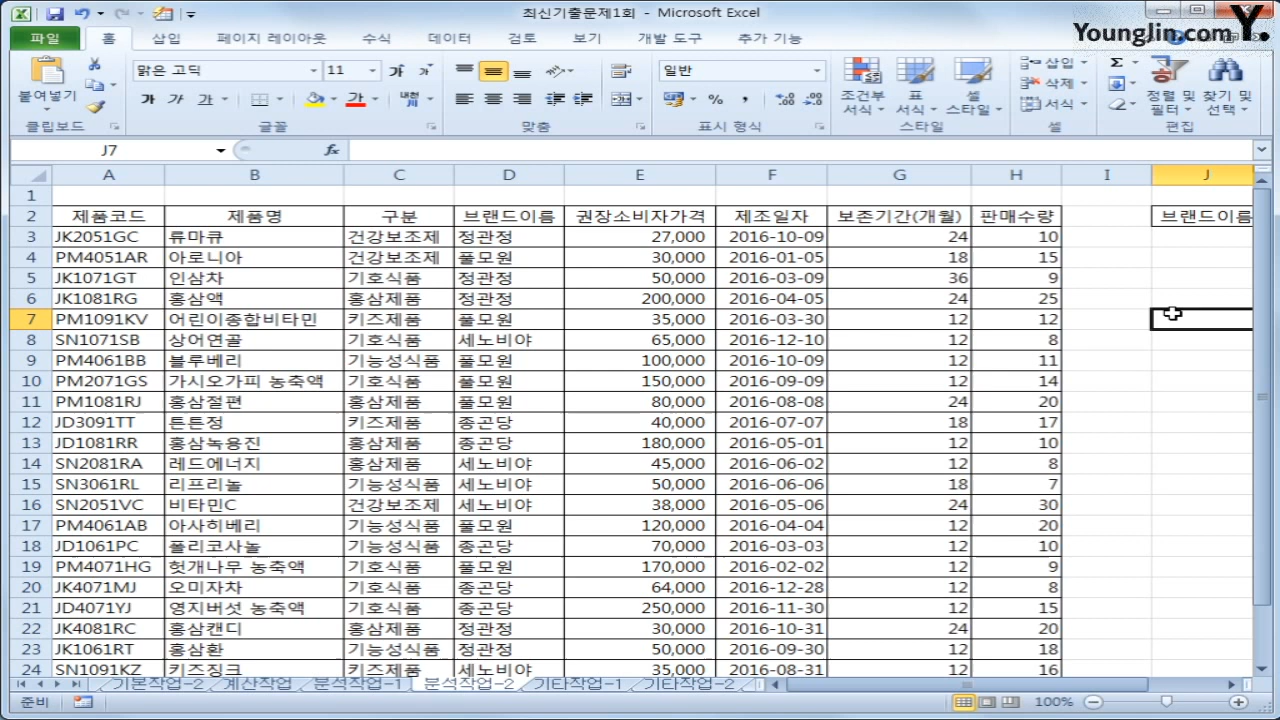 최신기출문제1회 - Microsoft Excel
YoungJin.com Y.
파일 홈 삽입 페이지 레이아웃 수식 데이터 검토 보기 개발 도구 추가 기능
붙여넣기 맑은 고딕 11 가 가 일반 조건부 서식 표 서식 셀 스타일 삽입 삭제 서식 정렬 및 필터 찾기 및 선택
가 가 가 가
클립보드 글꼴 맞춤 표시 형식 스타일 셀 편집
J7 fx
A B C D E F G H I J
1
2 제품코드 제품명 구분 브랜드이름 권장소비자가격 제조일자 보존기간(개월) 판매수량 브랜드이름
3 JK2051GC 류마큐 건강보조제 정관정 27,000 2016-10-09 24 10
4 PM4051AR 아로니아 건강보조제 풀모원 30,000 2016-01-05 18 15
5 JK1071GT 인삼차 기호식품 정관정 50,000 2016-03-09 36 9
6 JK1081RG 홍삼액 홍삼제품 정관정 200,000 2016-04-05 24 25
7 PM1091KV 어린이종합비타민 키즈제품 풀모원 35,000 2016-03-30 12 12
8 SN1071SB 상어연골 기호식품 세노비야 65,000 2016-12-10 12 8
9 PM4061BB 블루베리 기능성식품 풀모원 100,000 2016-10-09 12 11
10 PM2071GS 가시오가피 농축액 기호식품 풀모원 150,000 2016-09-09 12 14
11 PM1081RJ 홍삼절편 홍삼제품 풀모원 80,000 2016-08-08 24 20
12 JD3091TT 튼튼정 키즈제품 종곤당 40,000 2016-07-07 18 17
13 JD1081RR 홍삼녹용진 홍삼제품 종곤당 180,000 2016-05-01 12 10
14 SN2081RA 레드에너지 홍삼제품 세노비야 45,000 2016-06-02 12 8
15 SN3061RL 리프리놀 기능성식품 세노비야 50,000 2016-06-06 18 7
16 SN2051VC 비타민C 건강보조제 세노비야 38,000 2016-05-06 24 30
17 PM4061AB 아사히베리 기능성식품 풀모원 120,000 2016-04-04 12 20
18 JD1061PC 폴리코사놀 기능성식품 종곤당 70,000 2016-03-03 12 10
19 PM4071HG 헛개나무 농축액 기호식품 풀모원 170,000 2016-02-02 12 9
20 JK4071MJ 오미자차 기호식품 종곤당 64,000 2016-12-28 12 8
21 JD4071YJ 영지버섯 농축액 기호식품 종곤당 250,000 2016-11-30 12 15
22 JK4081RC 홍삼캔디 홍삼제품 정관정 30,000 2016-10-31 24 20
23 JK1061RT 홍삼환 기능성식품 정관정 50,000 2016-09-30 12 18
24 SN1091KZ 키즈징크 키즈제품 세노비야 35,000 2016-08-31 12 16
기본작업-2 계산작업 분석작업-1 분석작업-2 기타작업-1 기타작업-2
준비 100%